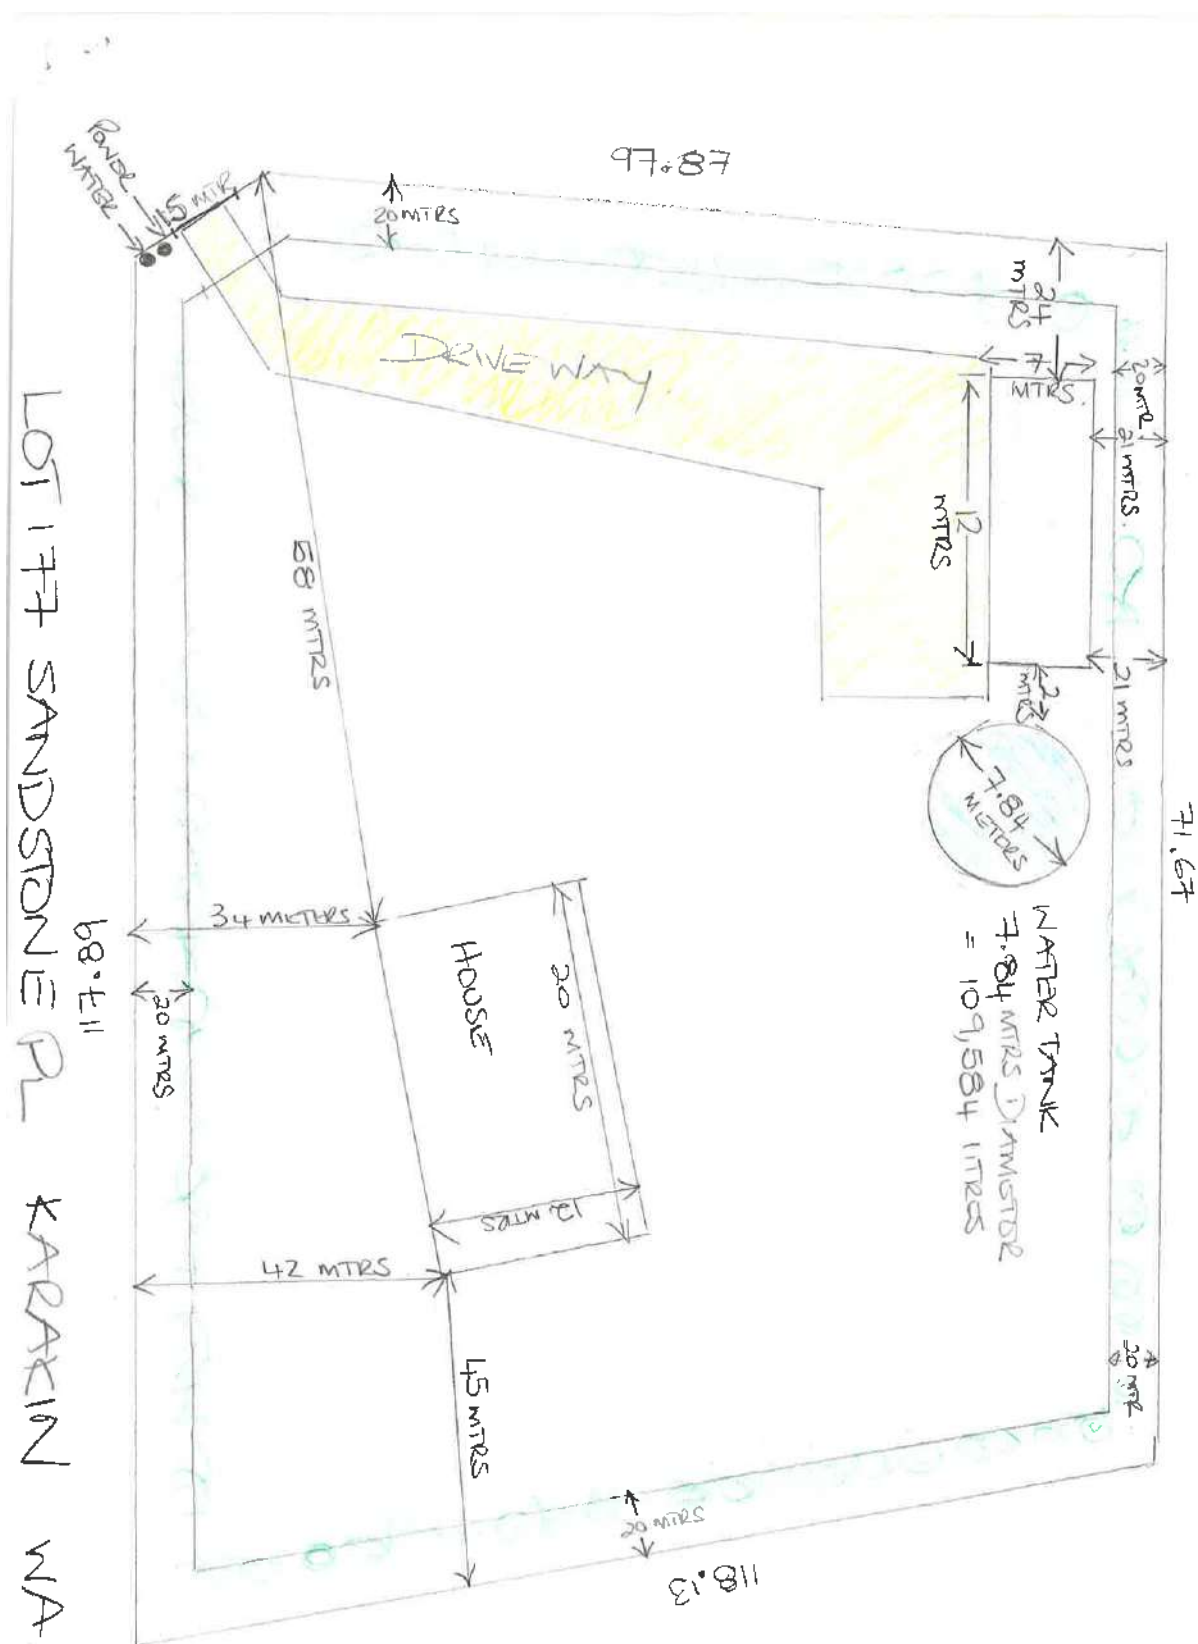 97.87
POWER
WATER
15 MTR
20 MTRS
24
MTRS
DRIVE WAY
7
MTRS.
20 MTR
21 MTRS.
12
MTRS
21 MTRS
2
MTRS
58 MTRS
7.84
METERS
71.67
WATER TANK
7.84 MTRS DIAMETER
= 109,584 LITRES
34 METERS
HOUSE
20 MTRS
12 MTRS
20 MTRS
117.89
42 MTRS
45 MTRS
20 MTR
20 MTRS
118.13
LOT 177 SANDSTONE PL KARAKIN WA.